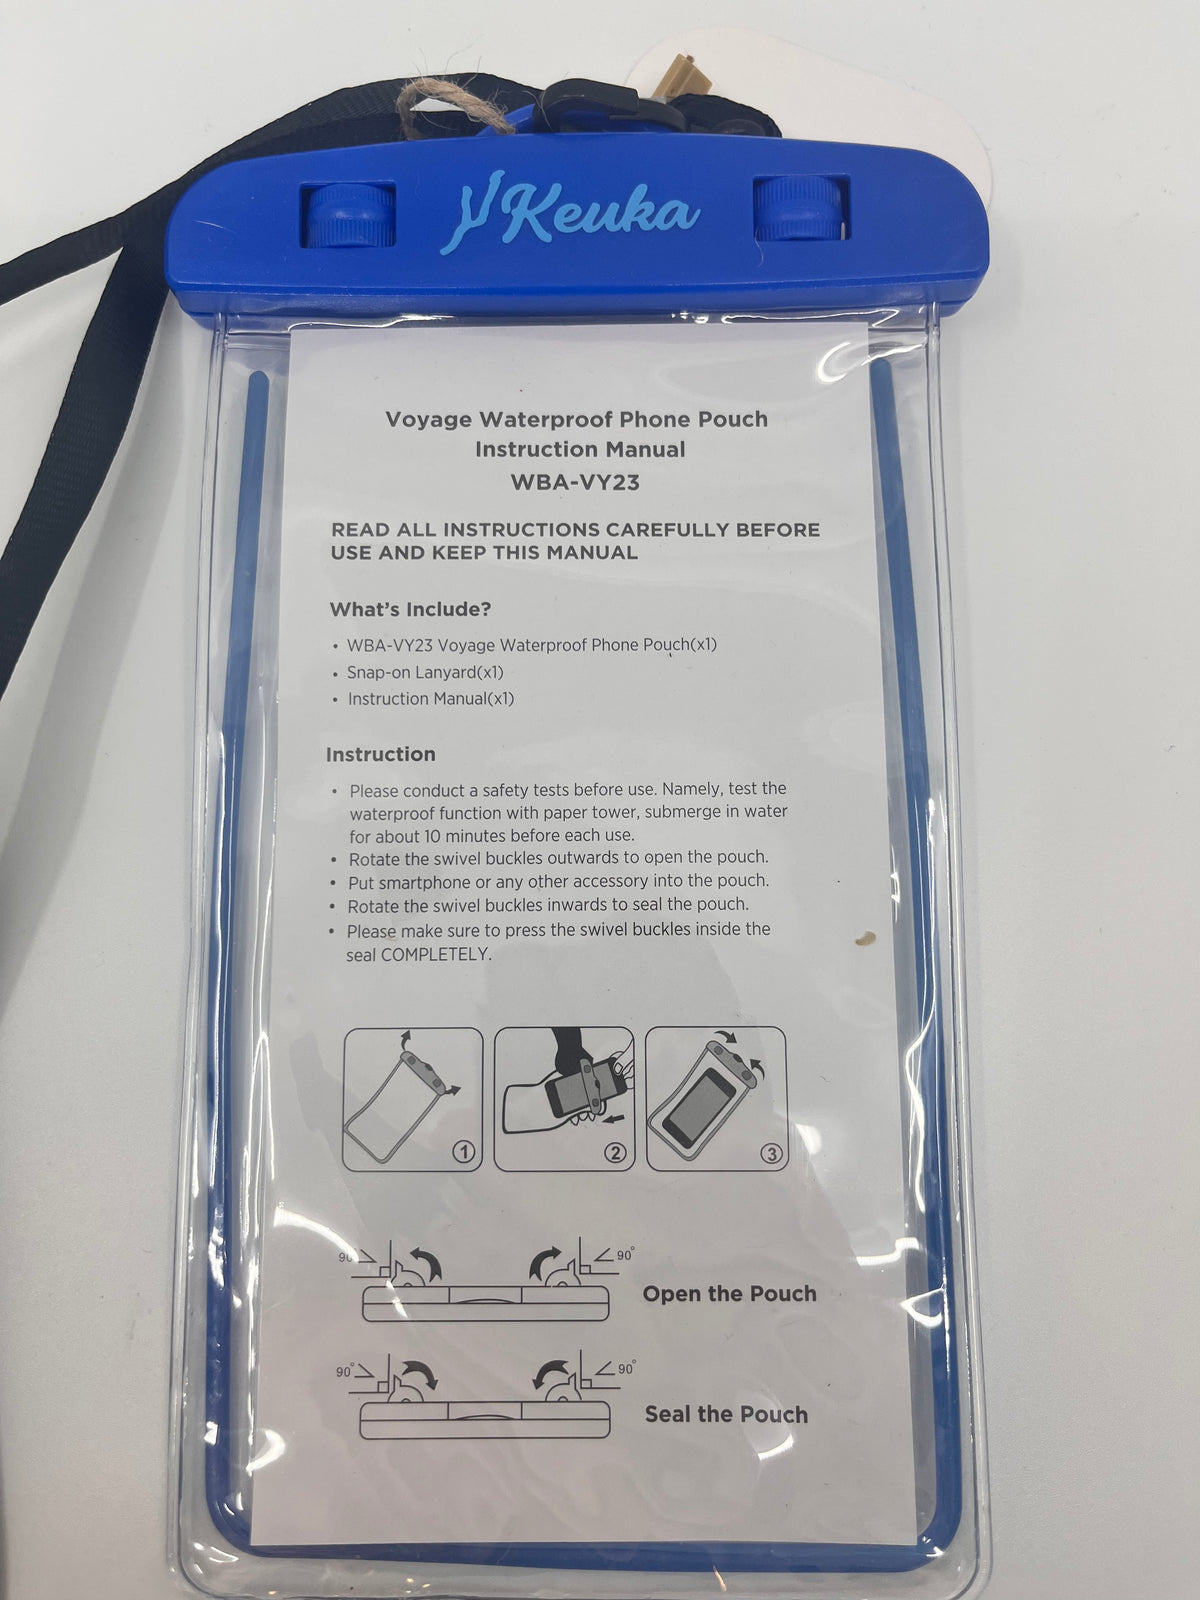 Keuka
Voyage Waterproof Phone Pouch
Instruction Manual
WBA-VY23
READ ALL INSTRUCTIONS CAREFULLY BEFORE
USE AND KEEP THIS MANUAL
What's Include?
• WBA-VY23 Voyage Waterproof Phone Pouch(x1)
• Snap-on Lanyard(x1)
• Instruction Manual(x1)
Instruction
• Please conduct a safety tests before use. Namely, test the
waterproof function with paper tower, submerge in water
for about 10 minutes before each use.
• Rotate the swivel buckles outwards to open the pouch.
• Put smartphone or any other accessory into the pouch.
• Rotate the swivel buckles inwards to seal the pouch.
• Please make sure to press the swivel buckles inside the
seal COMPLETELY.
1 2 3
90° 90°
Open the Pouch
90° 90°
Seal the Pouch